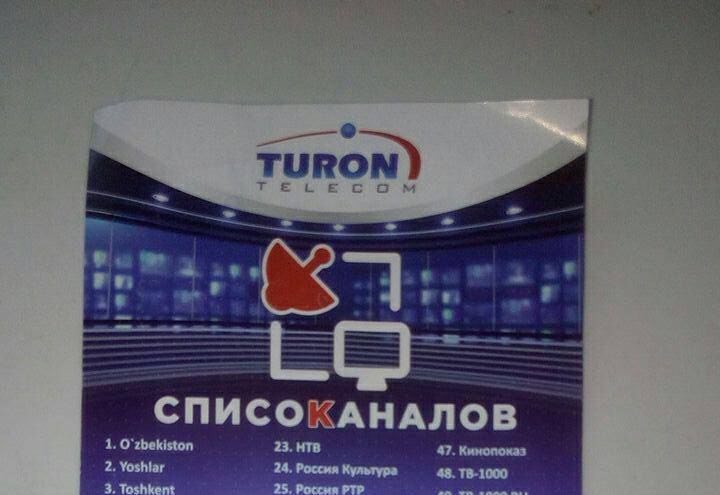 TURON
TELECOM
СПИСОКАНАЛОВ
1. O`zbekiston
2. Yoshlar
3. Toshkent
23. НТВ
24. Россия Культура
25. Россия РТР
47. Кинопоказ
48. ТВ-1000